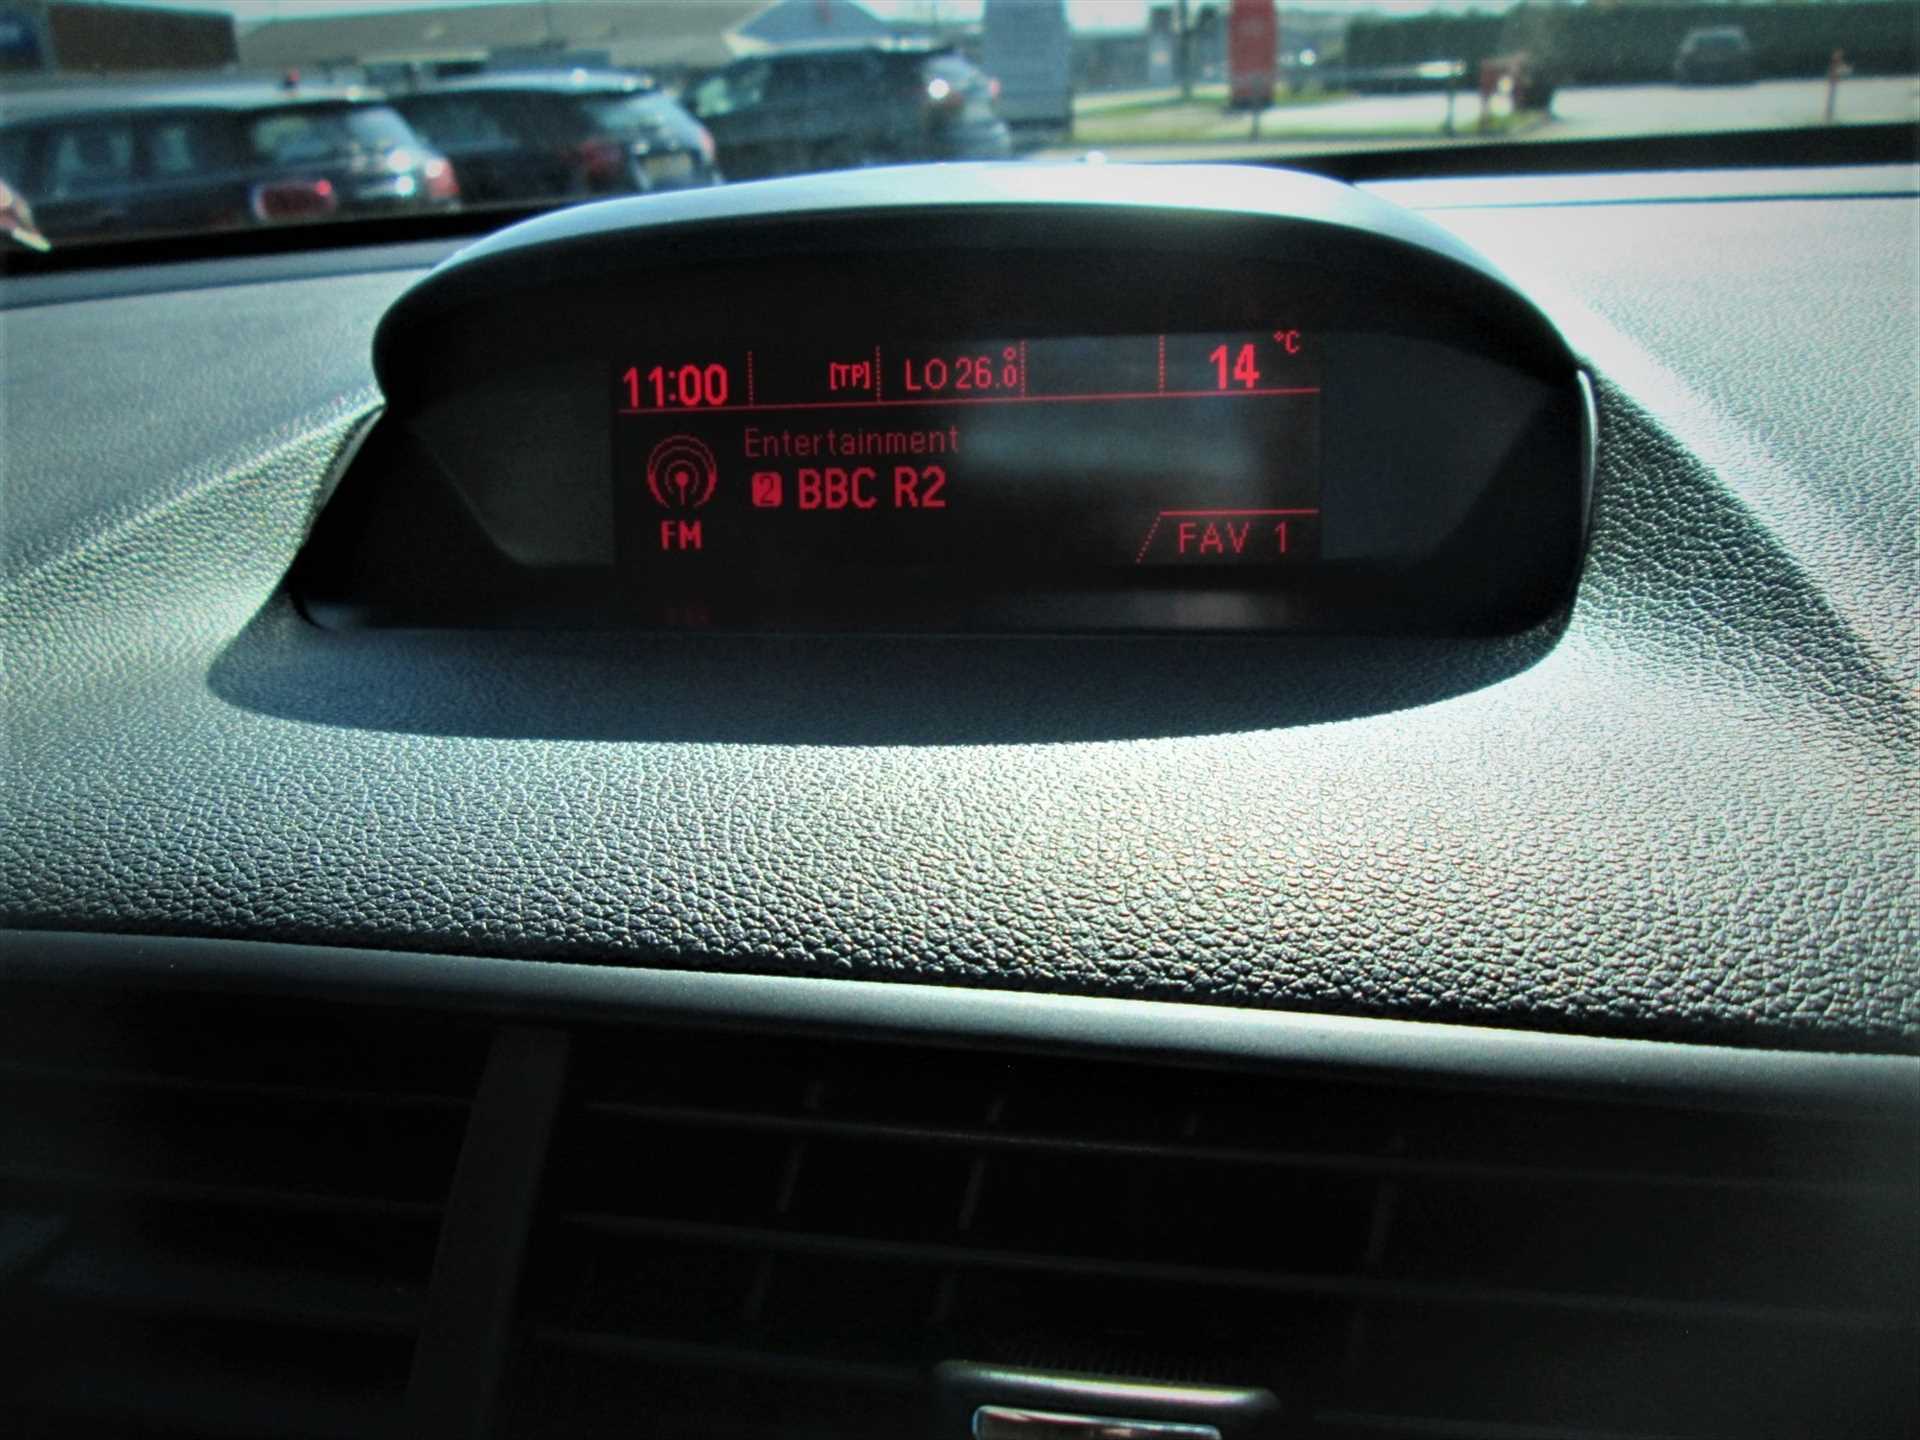 11:00 [TP] LO 26.0° 14 °C
Entertainment
2 BBC R2
FM
FAV 1